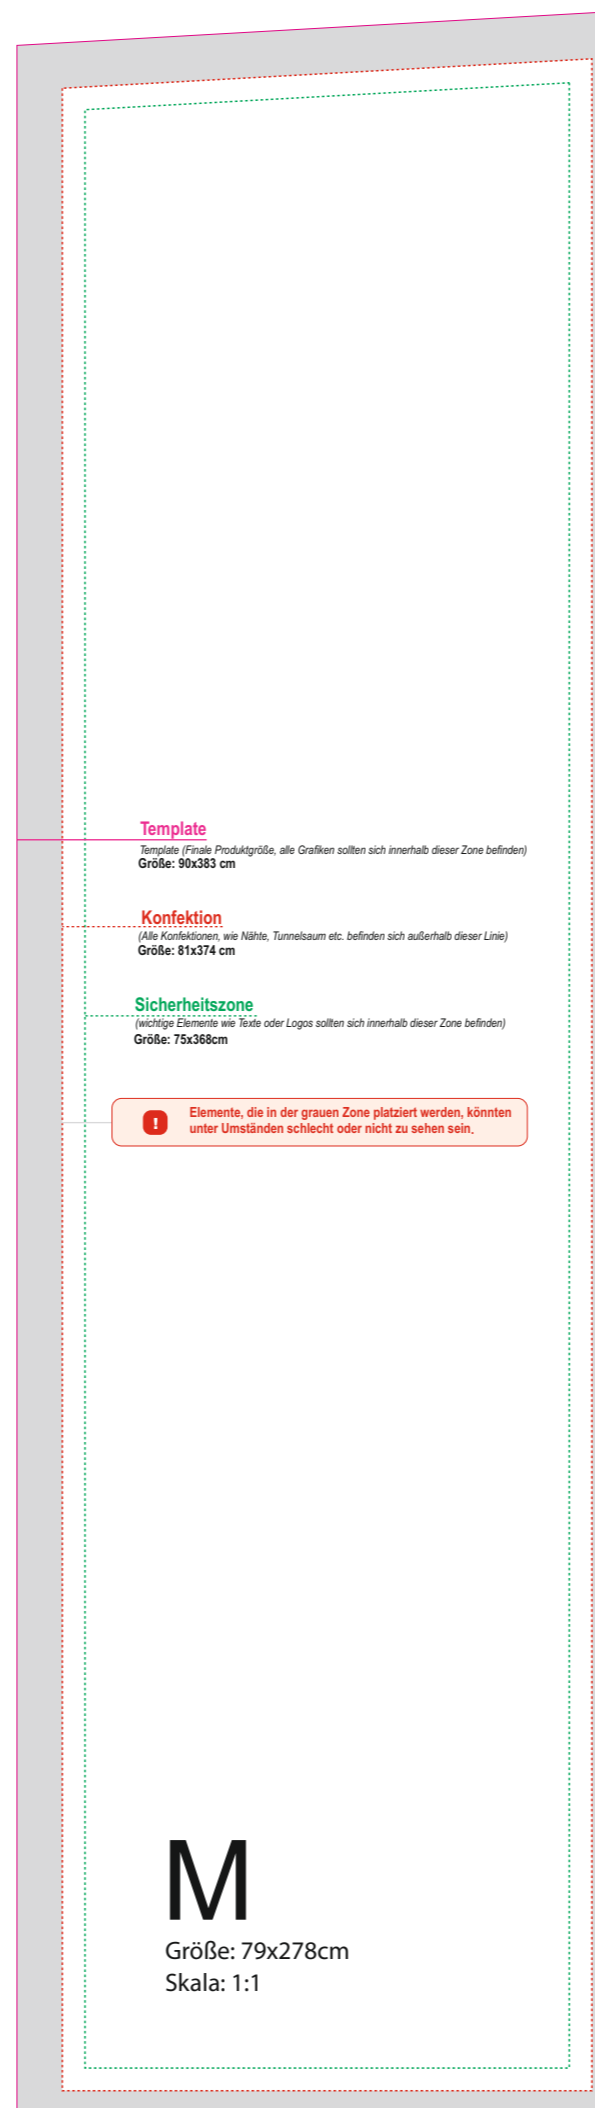 Template
Template (Finale Produktgröße, alle Grafiken sollten sich innerhalb dieser Zone befinden)
Größe: 90x383 cm
Konfektion
(Alle Konfektionen, wie Nähte, Tunnelsaum etc. befinden sich außerhalb dieser Linie)
Größe: 81x374 cm
Sicherheitszone
(wichtige Elemente wie Texte oder Logos sollten sich innerhalb dieser Zone befinden)
Größe: 75x368cm
! Elemente, die in der grauen Zone platziert werden, könnten
unter Umständen schlecht oder nicht zu sehen sein.
M
Größe: 79x278cm
Skala: 1:1